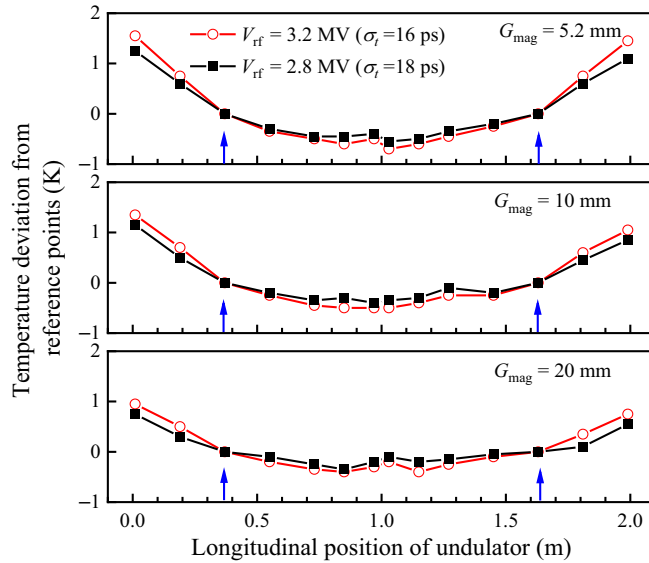 Temperature deviation from
reference points (K)
2
1
0
−1
V_rf = 3.2 MV (σ_t =16 ps)
V_rf = 2.8 MV (σ_t =18 ps)
G_mag = 5.2 mm
2
1
0
−1
G_mag = 10 mm
2
1
0
−1
G_mag = 20 mm
0.0 0.5 1.0 1.5 2.0
Longitudinal position of undulator (m)